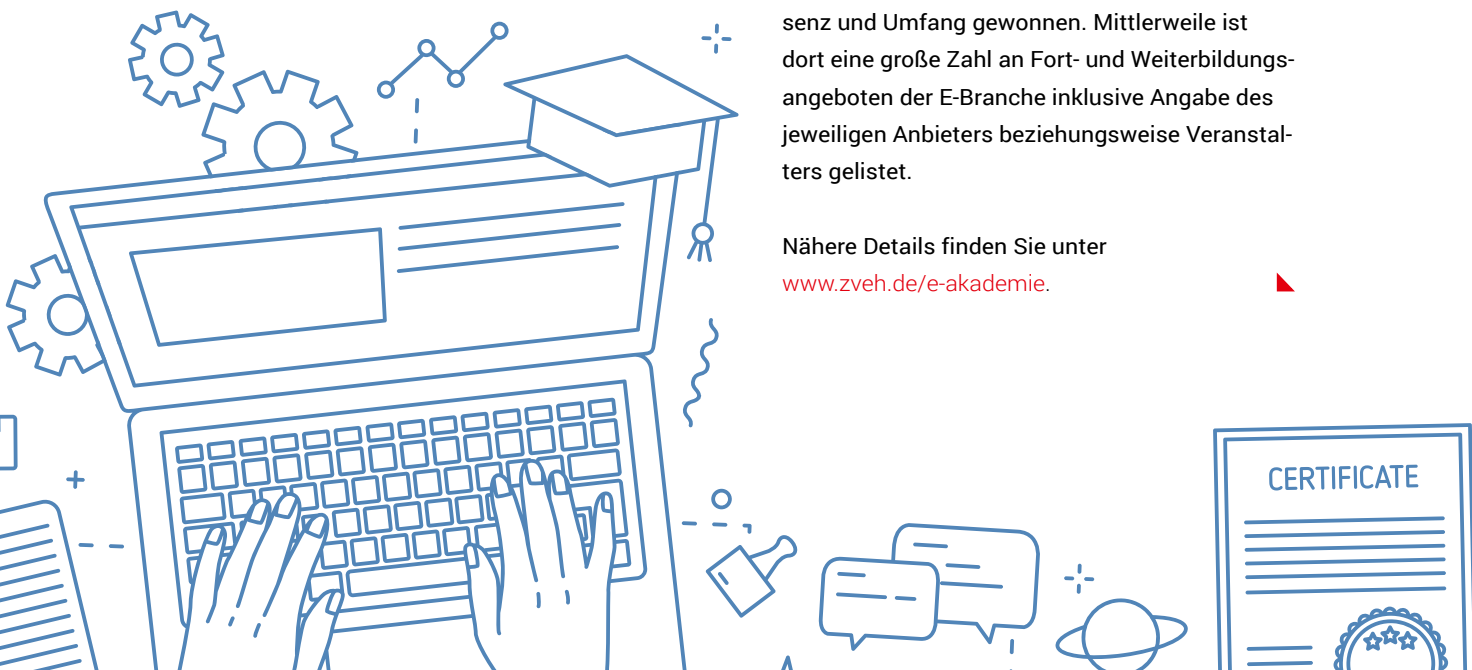 senz und Umfang gewonnen. Mittlerweile ist
dort eine große Zahl an Fort- und Weiterbildungs-
angeboten der E-Branche inklusive Angabe des
jeweiligen Anbieters beziehungsweise Veranstal-
ters gelistet.
Nähere Details finden Sie unter
www.zveh.de/e-akademie.
CERTIFICATE